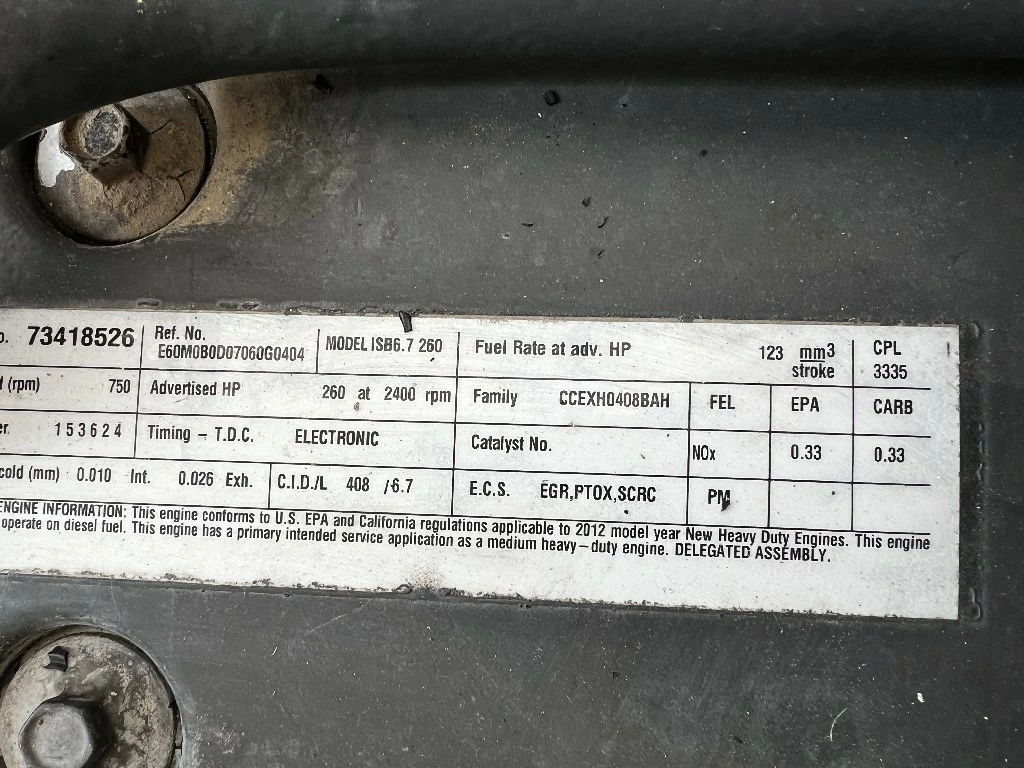 o. 73418526 Ref. No. E60M0B0D07060G0404 MODEL ISB6.7 260 Fuel Rate at adv. HP 123 mm3 stroke CPL 3335
(rpm) 750 Advertised HP 260 at 2400 rpm Family CCEXH0408BAH FEL EPA CARB
er. 153624 Timing – T.D.C. ELECTRONIC Catalyst No. NOx 0.33 0.33
cold (mm) 0.010 Int. 0.026 Exh. C.I.D./L 408 /6.7 E.C.S. EGR,PTOX,SCRC PM
ENGINE INFORMATION: This engine conforms to U.S. EPA and California regulations applicable to 2012 model year New Heavy Duty Engines. This engine
operate on diesel fuel. This engine has a primary intended service application as a medium heavy–duty engine. DELEGATED ASSEMBLY.